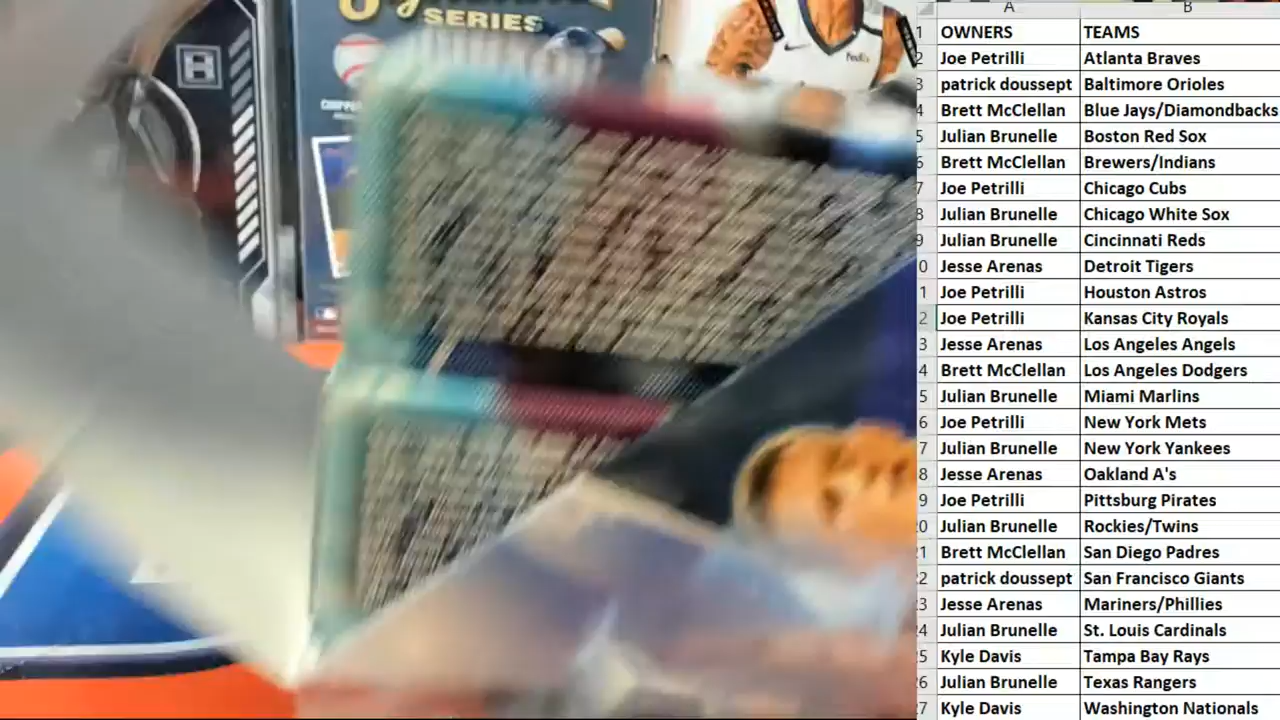 SERIES
FedEx
A B
1 OWNERS TEAMS
2 Joe Petrilli Atlanta Braves
3 patrick doussept Baltimore Orioles
4 Brett McClellan Blue Jays/Diamondbacks
5 Julian Brunelle Boston Red Sox
6 Brett McClellan Brewers/Indians
7 Joe Petrilli Chicago Cubs
8 Julian Brunelle Chicago White Sox
9 Julian Brunelle Cincinnati Reds
0 Jesse Arenas Detroit Tigers
1 Joe Petrilli Houston Astros
2 Joe Petrilli Kansas City Royals
3 Jesse Arenas Los Angeles Angels
4 Brett McClellan Los Angeles Dodgers
5 Julian Brunelle Miami Marlins
6 Joe Petrilli New York Mets
7 Julian Brunelle New York Yankees
8 Jesse Arenas Oakland A's
9 Joe Petrilli Pittsburg Pirates
20 Julian Brunelle Rockies/Twins
21 Brett McClellan San Diego Padres
22 patrick doussept San Francisco Giants
23 Jesse Arenas Mariners/Phillies
24 Julian Brunelle St. Louis Cardinals
25 Kyle Davis Tampa Bay Rays
26 Julian Brunelle Texas Rangers
27 Kyle Davis Washington Nationals